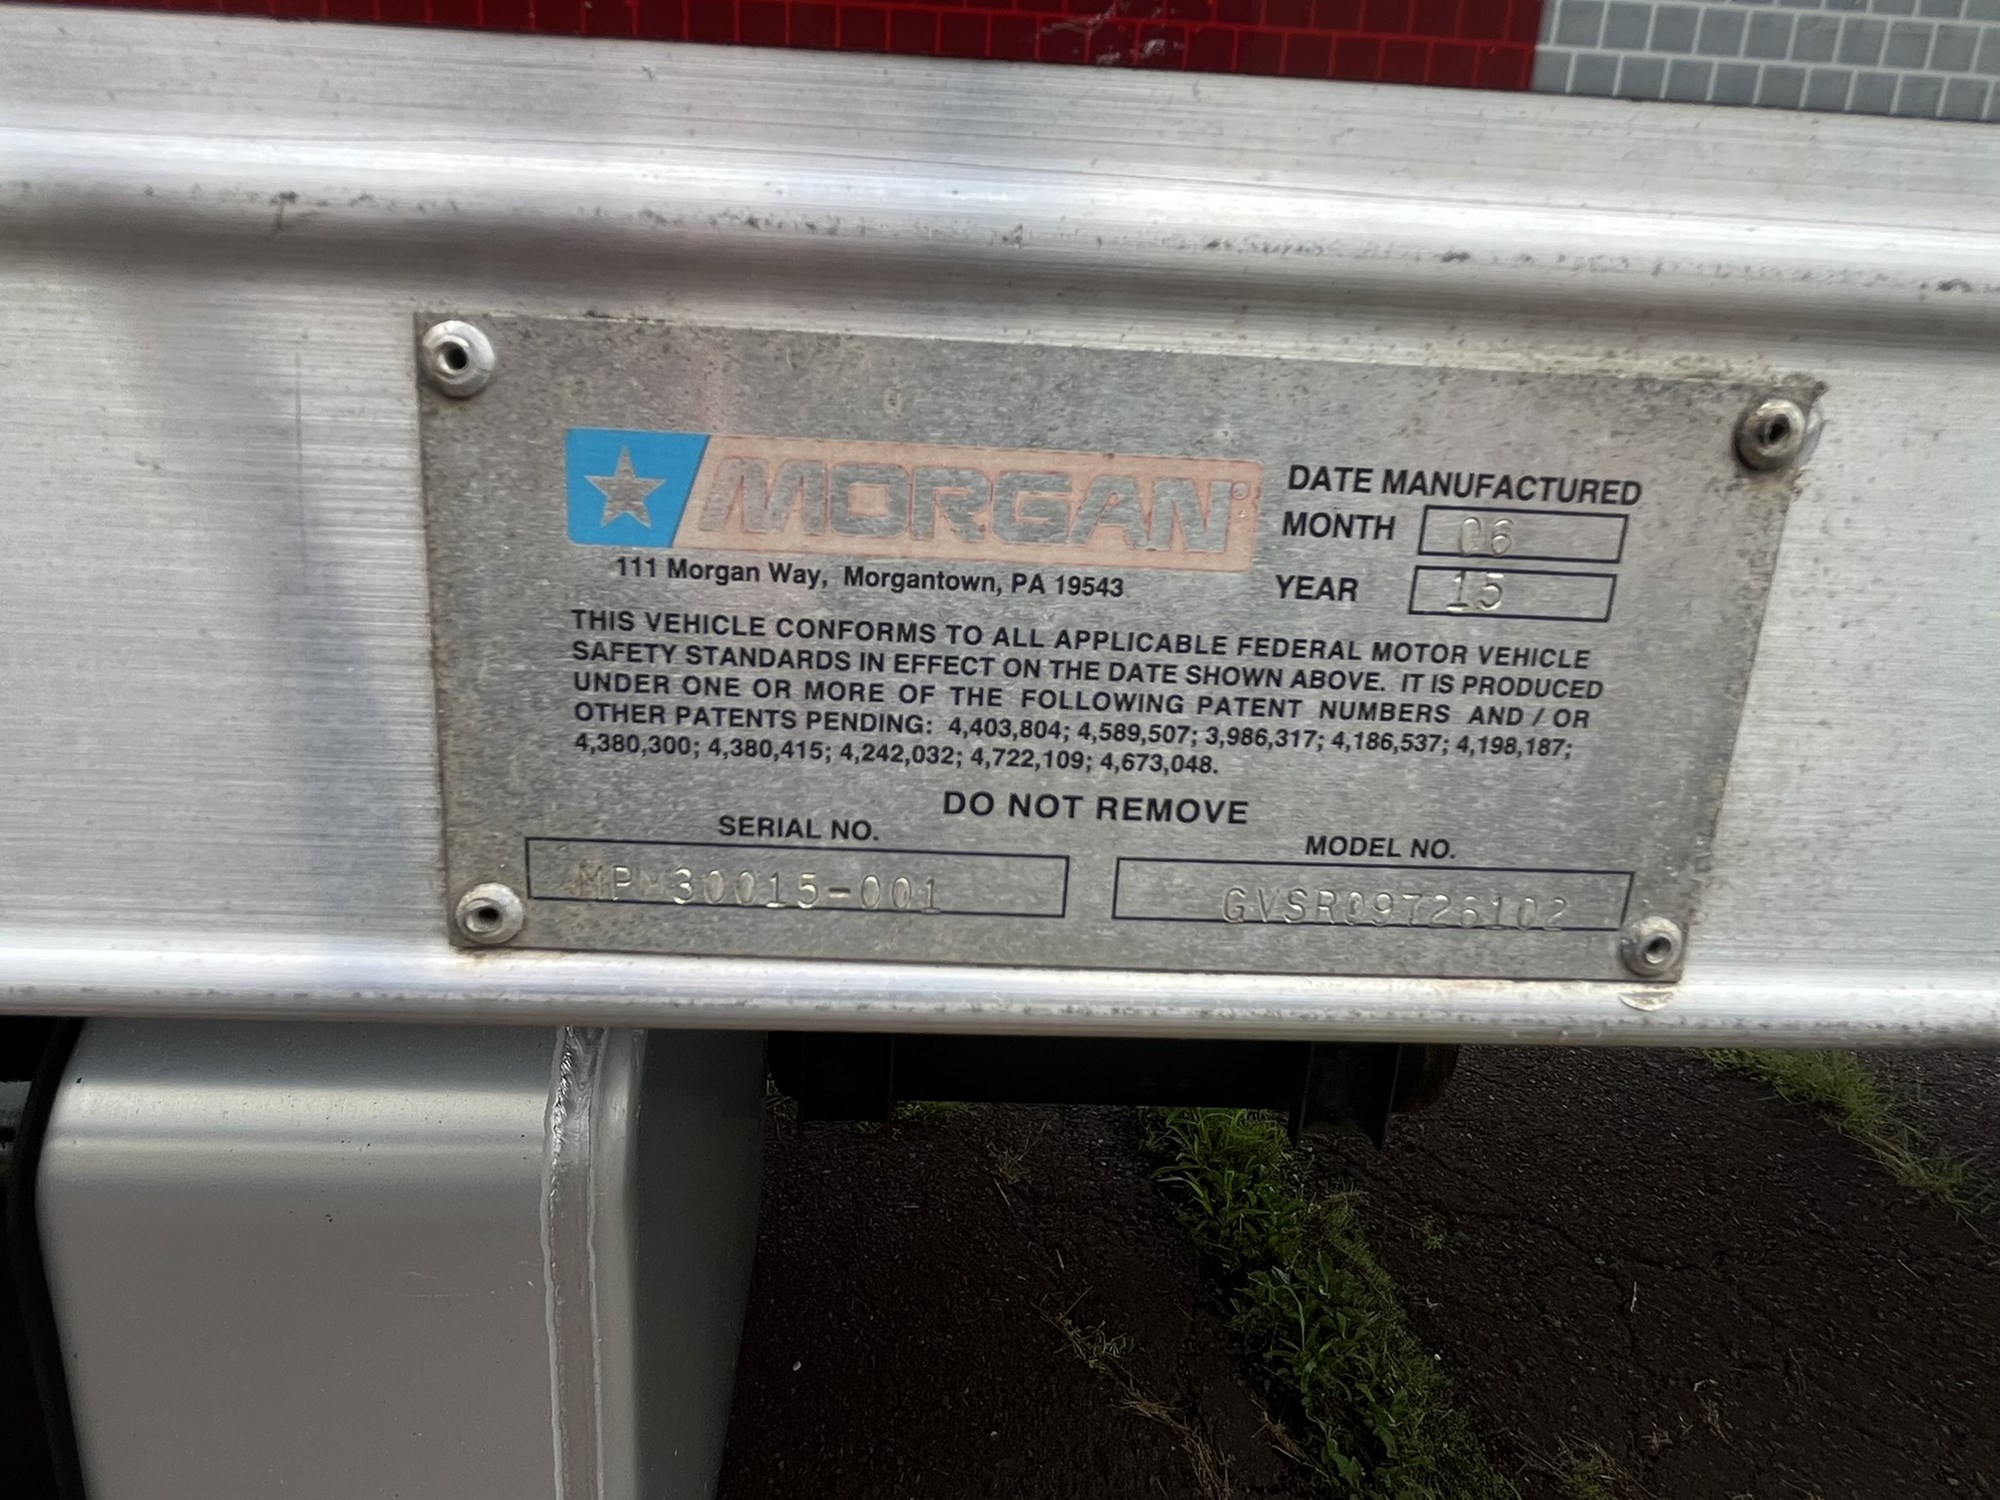 MORGAN
111 Morgan Way, Morgantown, PA 19543
DATE MANUFACTURED
MONTH 06
YEAR 15
THIS VEHICLE CONFORMS TO ALL APPLICABLE FEDERAL MOTOR VEHICLE
SAFETY STANDARDS IN EFFECT ON THE DATE SHOWN ABOVE. IT IS PRODUCED
UNDER ONE OR MORE OF THE FOLLOWING PATENT NUMBERS AND / OR
OTHER PATENTS PENDING: 4,403,804; 4,589,507; 3,986,317; 4,186,537; 4,198,187;
4,380,300; 4,380,415; 4,242,032; 4,722,109; 4,673,048.
DO NOT REMOVE
SERIAL NO.
MODEL NO.
GVSR09726102